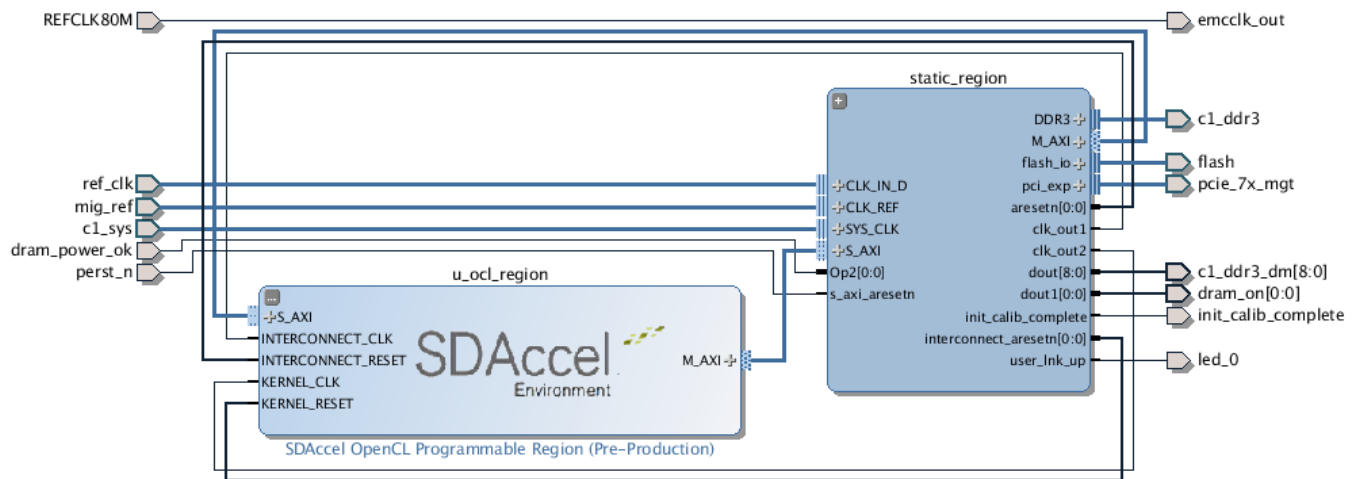 REFCLK80M
emcclk_out
static_region
DDR3
c1_ddr3
M_AXI
flash_io
flash
ref_clk
CLK_IN_D
pci_exp
pcie_7x_mgt
mig_ref
CLK_REF
aresetn[0:0]
c1_sys
SYS_CLK
clk_out1
dram_power_ok
S_AXI
clk_out2
perst_n
Op2[0:0]
dout[8:0]
c1_ddr3_dm[8:0]
u_ocl_region
s_axi_aresetn
dout1[0:0]
dram_on[0:0]
S_AXI
init_calib_complete
init_calib_complete
INTERCONNECT_CLK
interconnect_aresetn[0:0]
INTERCONNECT_RESET
SDAccel
M_AXI
user_lnk_up
led_0
KERNEL_CLK
Environment
KERNEL_RESET
SDAccel OpenCL Programmable Region (Pre-Production)